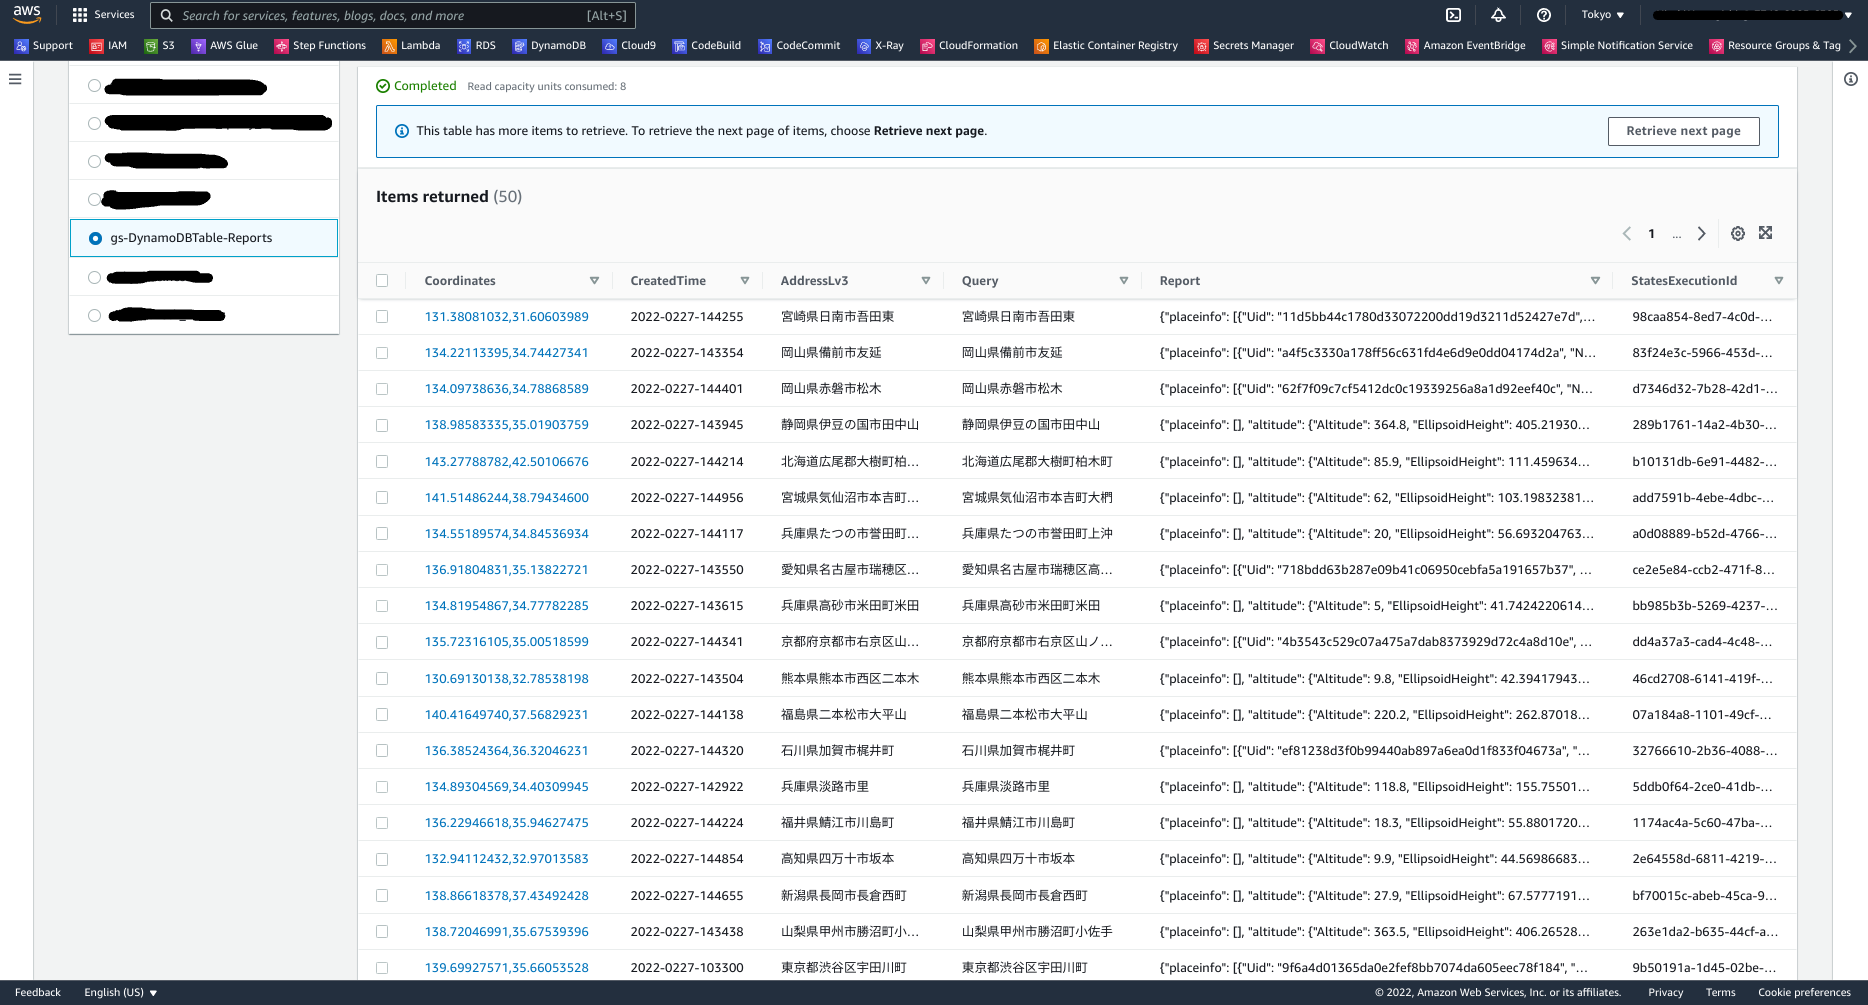 aws Services Search for services, features, blogs, docs, and more [Alt+S] Tokyo ▼
Support IAM S3 AWS Glue Step Functions Lambda RDS DynamoDB Cloud9 CodeBuild CodeCommit X-Ray CloudFormation Elastic Container Registry Secrets Manager CloudWatch Amazon EventBridge Simple Notification Service Resource Groups & Tag
Completed Read capacity units consumed: 8
This table has more items to retrieve. To retrieve the next page of items, choose Retrieve next page. Retrieve next page
Items returned (50)
gs-DynamoDBTable-Reports
1 ...
Coordinates CreatedTime AddressLv3 Query Report StatesExecutionId
131.38081032,31.60603989 2022-0227-144255 宮崎県日南市吾田東 宮崎県日南市吾田東 {"placeinfo": [{"Uid": "11d5bb44c1780d33072200dd19d3211d52427e7d",... 98caa854-8ed7-4c0d-...
134.22113395,34.74427341 2022-0227-143354 岡山県備前市友延 岡山県備前市友延 {"placeinfo": [{"Uid": "a4f5c3330a178ff56c631fd4e6d9e0dd04174d2a", "N... 83f24e3c-5966-453d-...
134.09738636,34.78868589 2022-0227-144401 岡山県赤磐市松木 岡山県赤磐市松木 {"placeinfo": [{"Uid": "62f7f09c7cf5412dc0c19339256a8a1d92eef40c", "N... d7346d32-7b28-42d1-...
138.98583335,35.01903759 2022-0227-143945 静岡県伊豆の国市田中山 静岡県伊豆の国市田中山 {"placeinfo": [], "altitude": {"Altitude": 364.8, "EllipsoidHeight": 405.21930... 289b1761-14a2-4b30-...
143.27788782,42.50106676 2022-0227-144214 北海道広尾郡大樹町柏... 北海道広尾郡大樹町柏木町 {"placeinfo": [], "altitude": {"Altitude": 85.9, "EllipsoidHeight": 111.459634... b10131db-6e91-4482-...
141.51486244,38.79434600 2022-0227-144956 宮城県気仙沼市本吉町... 宮城県気仙沼市本吉町大椚 {"placeinfo": [], "altitude": {"Altitude": 62, "EllipsoidHeight": 103.19832381... add7591b-4ebe-4dbc-...
134.55189574,34.84536934 2022-0227-144117 兵庫県たつの市誉田町... 兵庫県たつの市誉田町上沖 {"placeinfo": [], "altitude": {"Altitude": 20, "EllipsoidHeight": 56.693204763... a0d08889-b52d-4766-...
136.91804831,35.13822721 2022-0227-143550 愛知県名古屋市瑞穂区... 愛知県名古屋市瑞穂区高... {"placeinfo": [{"Uid": "718bdd63b287e09b41c06950cebfa5a191657b37", ... ce2e5e84-ccb2-471f-8...
134.81954867,34.77782285 2022-0227-143615 兵庫県高砂市米田町米田 兵庫県高砂市米田町米田 {"placeinfo": [], "altitude": {"Altitude": 5, "EllipsoidHeight": 41.7424220614... bb985b3b-5269-4237-...
135.72316105,35.00518599 2022-0227-144341 京都府京都市右京区山... 京都府京都市右京区山ノ... {"placeinfo": [{"Uid": "4b3543c529c07a475a7dab8373929d72c4a8d10e", ... dd4a37a3-cad4-4c48-...
130.69130138,32.78538198 2022-0227-143504 熊本県熊本市西区二本木 熊本県熊本市西区二本木 {"placeinfo": [], "altitude": {"Altitude": 9.8, "EllipsoidHeight": 42.39417943... 46cd2708-6141-419f-...
140.41649740,37.56829231 2022-0227-144138 福島県二本松市大平山 福島県二本松市大平山 {"placeinfo": [], "altitude": {"Altitude": 220.2, "EllipsoidHeight": 262.87018... 07a184a8-1101-49cf-...
136.38524364,36.32046231 2022-0227-144320 石川県加賀市梶井町 石川県加賀市梶井町 {"placeinfo": [{"Uid": "ef81238d3f0b99440ab897a6ea0d1f833f04673a", "... 32766610-2b36-4088-...
134.89304569,34.40309945 2022-0227-142922 兵庫県淡路市里 兵庫県淡路市里 {"placeinfo": [], "altitude": {"Altitude": 118.8, "EllipsoidHeight": 155.75501... 5ddb0f64-2ce0-41db-...
136.22946618,35.94627475 2022-0227-144224 福井県鯖江市川島町 福井県鯖江市川島町 {"placeinfo": [], "altitude": {"Altitude": 18.3, "EllipsoidHeight": 55.8801720... 1174ac4a-5c60-47ba-...
132.94112432,32.97013583 2022-0227-144854 高知県四万十市坂本 高知県四万十市坂本 {"placeinfo": [], "altitude": {"Altitude": 9.9, "EllipsoidHeight": 44.56986683... 2e64558d-6811-4219-...
138.86618378,37.43492428 2022-0227-144655 新潟県長岡市長倉西町 新潟県長岡市長倉西町 {"placeinfo": [], "altitude": {"Altitude": 27.9, "EllipsoidHeight": 67.5777191... bf70015c-abeb-45ca-9...
138.72046991,35.67539396 2022-0227-143438 山梨県甲州市勝沼町小... 山梨県甲州市勝沼町小佐手 {"placeinfo": [], "altitude": {"Altitude": 363.5, "EllipsoidHeight": 406.26528... 263e1da2-b635-44cf-a...
139.69927571,35.66053528 2022-0227-103300 東京都渋谷区宇田川町 東京都渋谷区宇田川町 {"placeinfo": [{"Uid": "9f6a4d01365da0e2fef8bb7074da605eec78f184", "... 9b50191a-1d45-02be-...
Feedback English (US) ▼ © 2022, Amazon Web Services, Inc. or its affiliates. Privacy Terms Cookie preferences